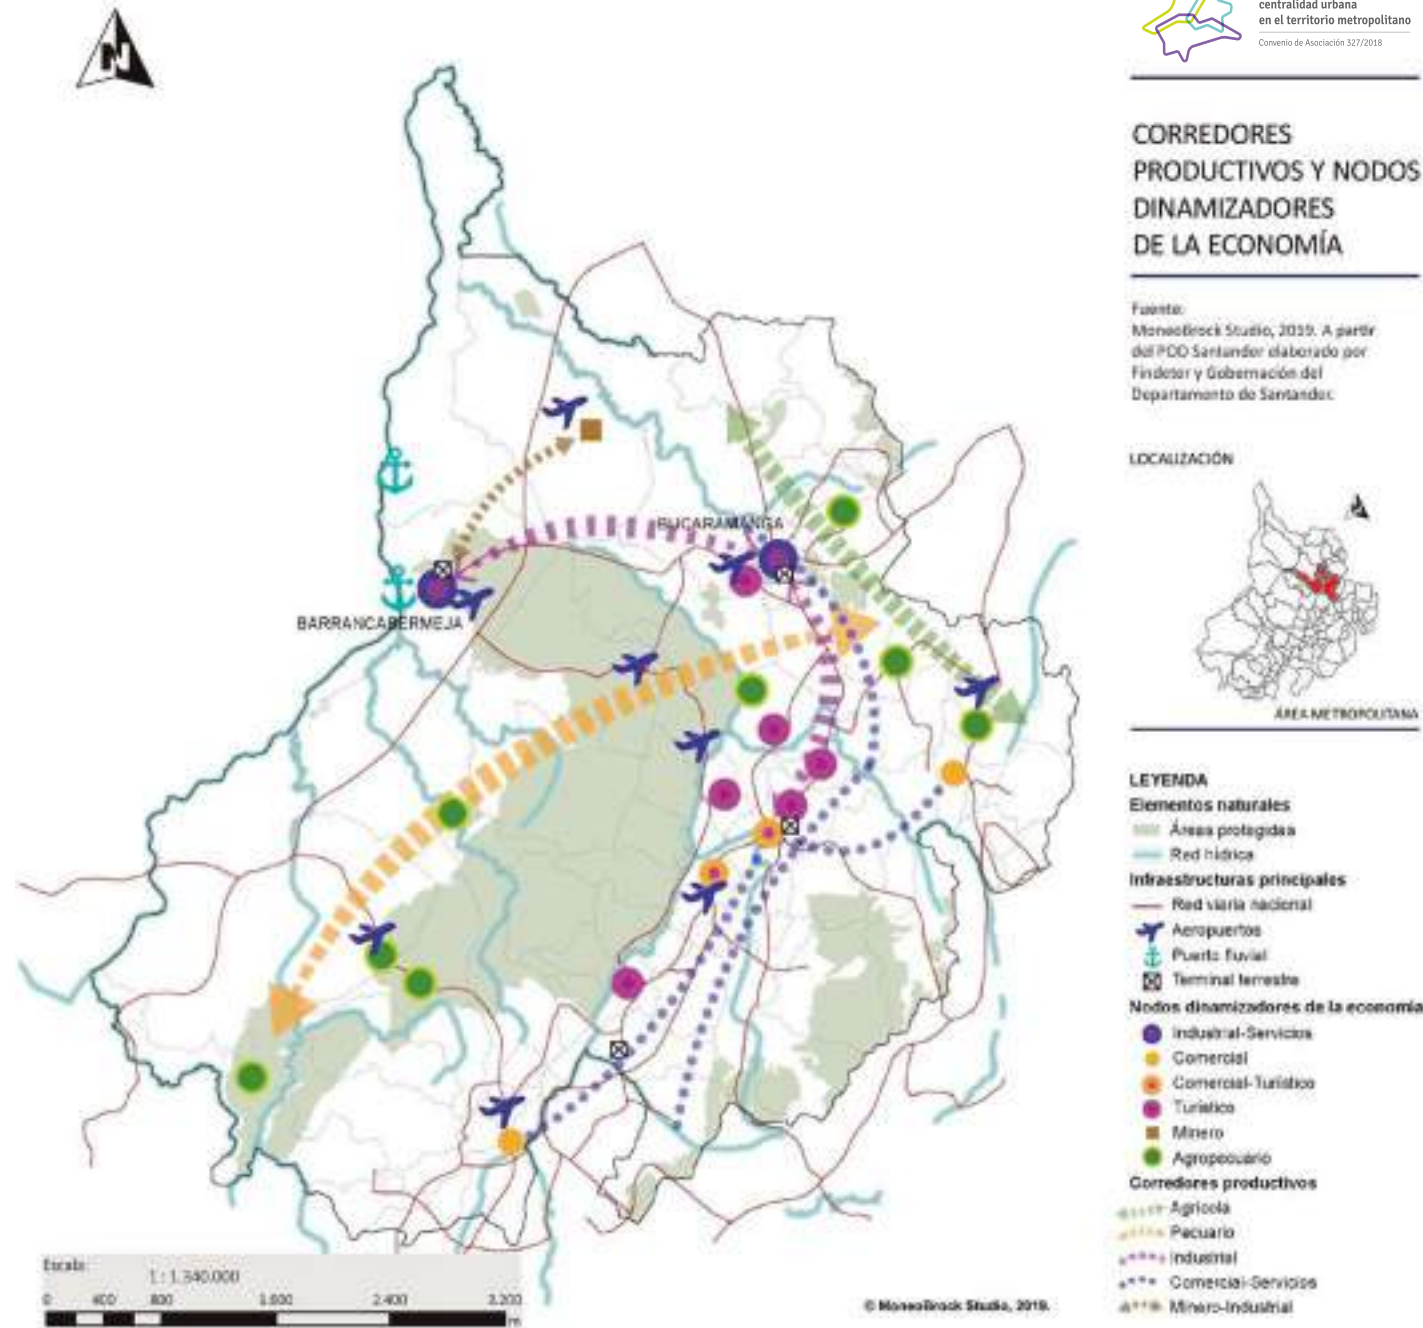 N
centralidad urbana
en el territorio metropolitano
Convenio de Asociación 327/2018
CORREDORES
PRODUCTIVOS Y NODOS
DINAMIZADORES
DE LA ECONOMÍA
Fuente:
MoneoBrock Studio, 2019. A partir
del POD Santander elaborado por
Findeter y Gobernación del
Departamento de Santander.
LOCALIZACIÓN
ÁREA METROPOLITANA
BUCARAMANGA
BARRANCABERMEJA
LEYENDA
Elementos naturales
Áreas protegidas
Red hídrica
Infraestructuras principales
Red viaria nacional
Aeropuertos
Puerto fluvial
Terminal terrestre
Nodos dinamizadores de la economía
Industrial-Servicios
Comercial
Comercial-Turístico
Turístico
Minero
Agropecuario
Corredores productivos
Agrícola
Pecuario
Industrial
Comercial-Servicios
Minero-Industrial
Escala:
1 : 1.340.000
0 400 800 1.600 2.400 3.200
m
© MoneoBrock Studio, 2019.